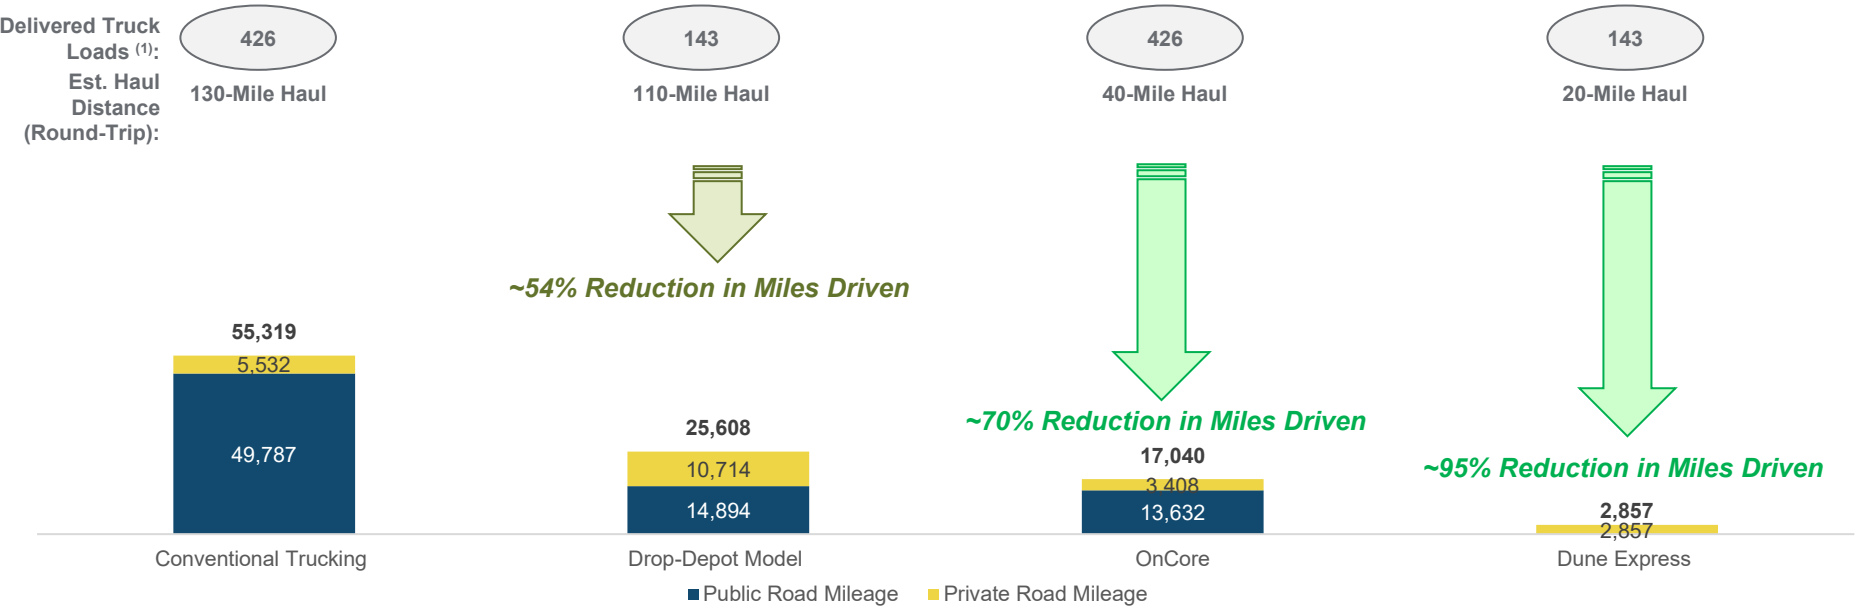 Delivered Truck
Loads (1):
426
143
426
143
Est. Haul
Distance
(Round-Trip):
130-Mile Haul
110-Mile Haul
40-Mile Haul
20-Mile Haul
~54% Reduction in Miles Driven
~70% Reduction in Miles Driven
~95% Reduction in Miles Driven
55,319
5,532
49,787
25,608
10,714
14,894
17,040
3,408
13,632
2,857
2,857
Conventional Trucking
Drop-Depot Model
OnCore
Dune Express
Public Road Mileage
Private Road Mileage